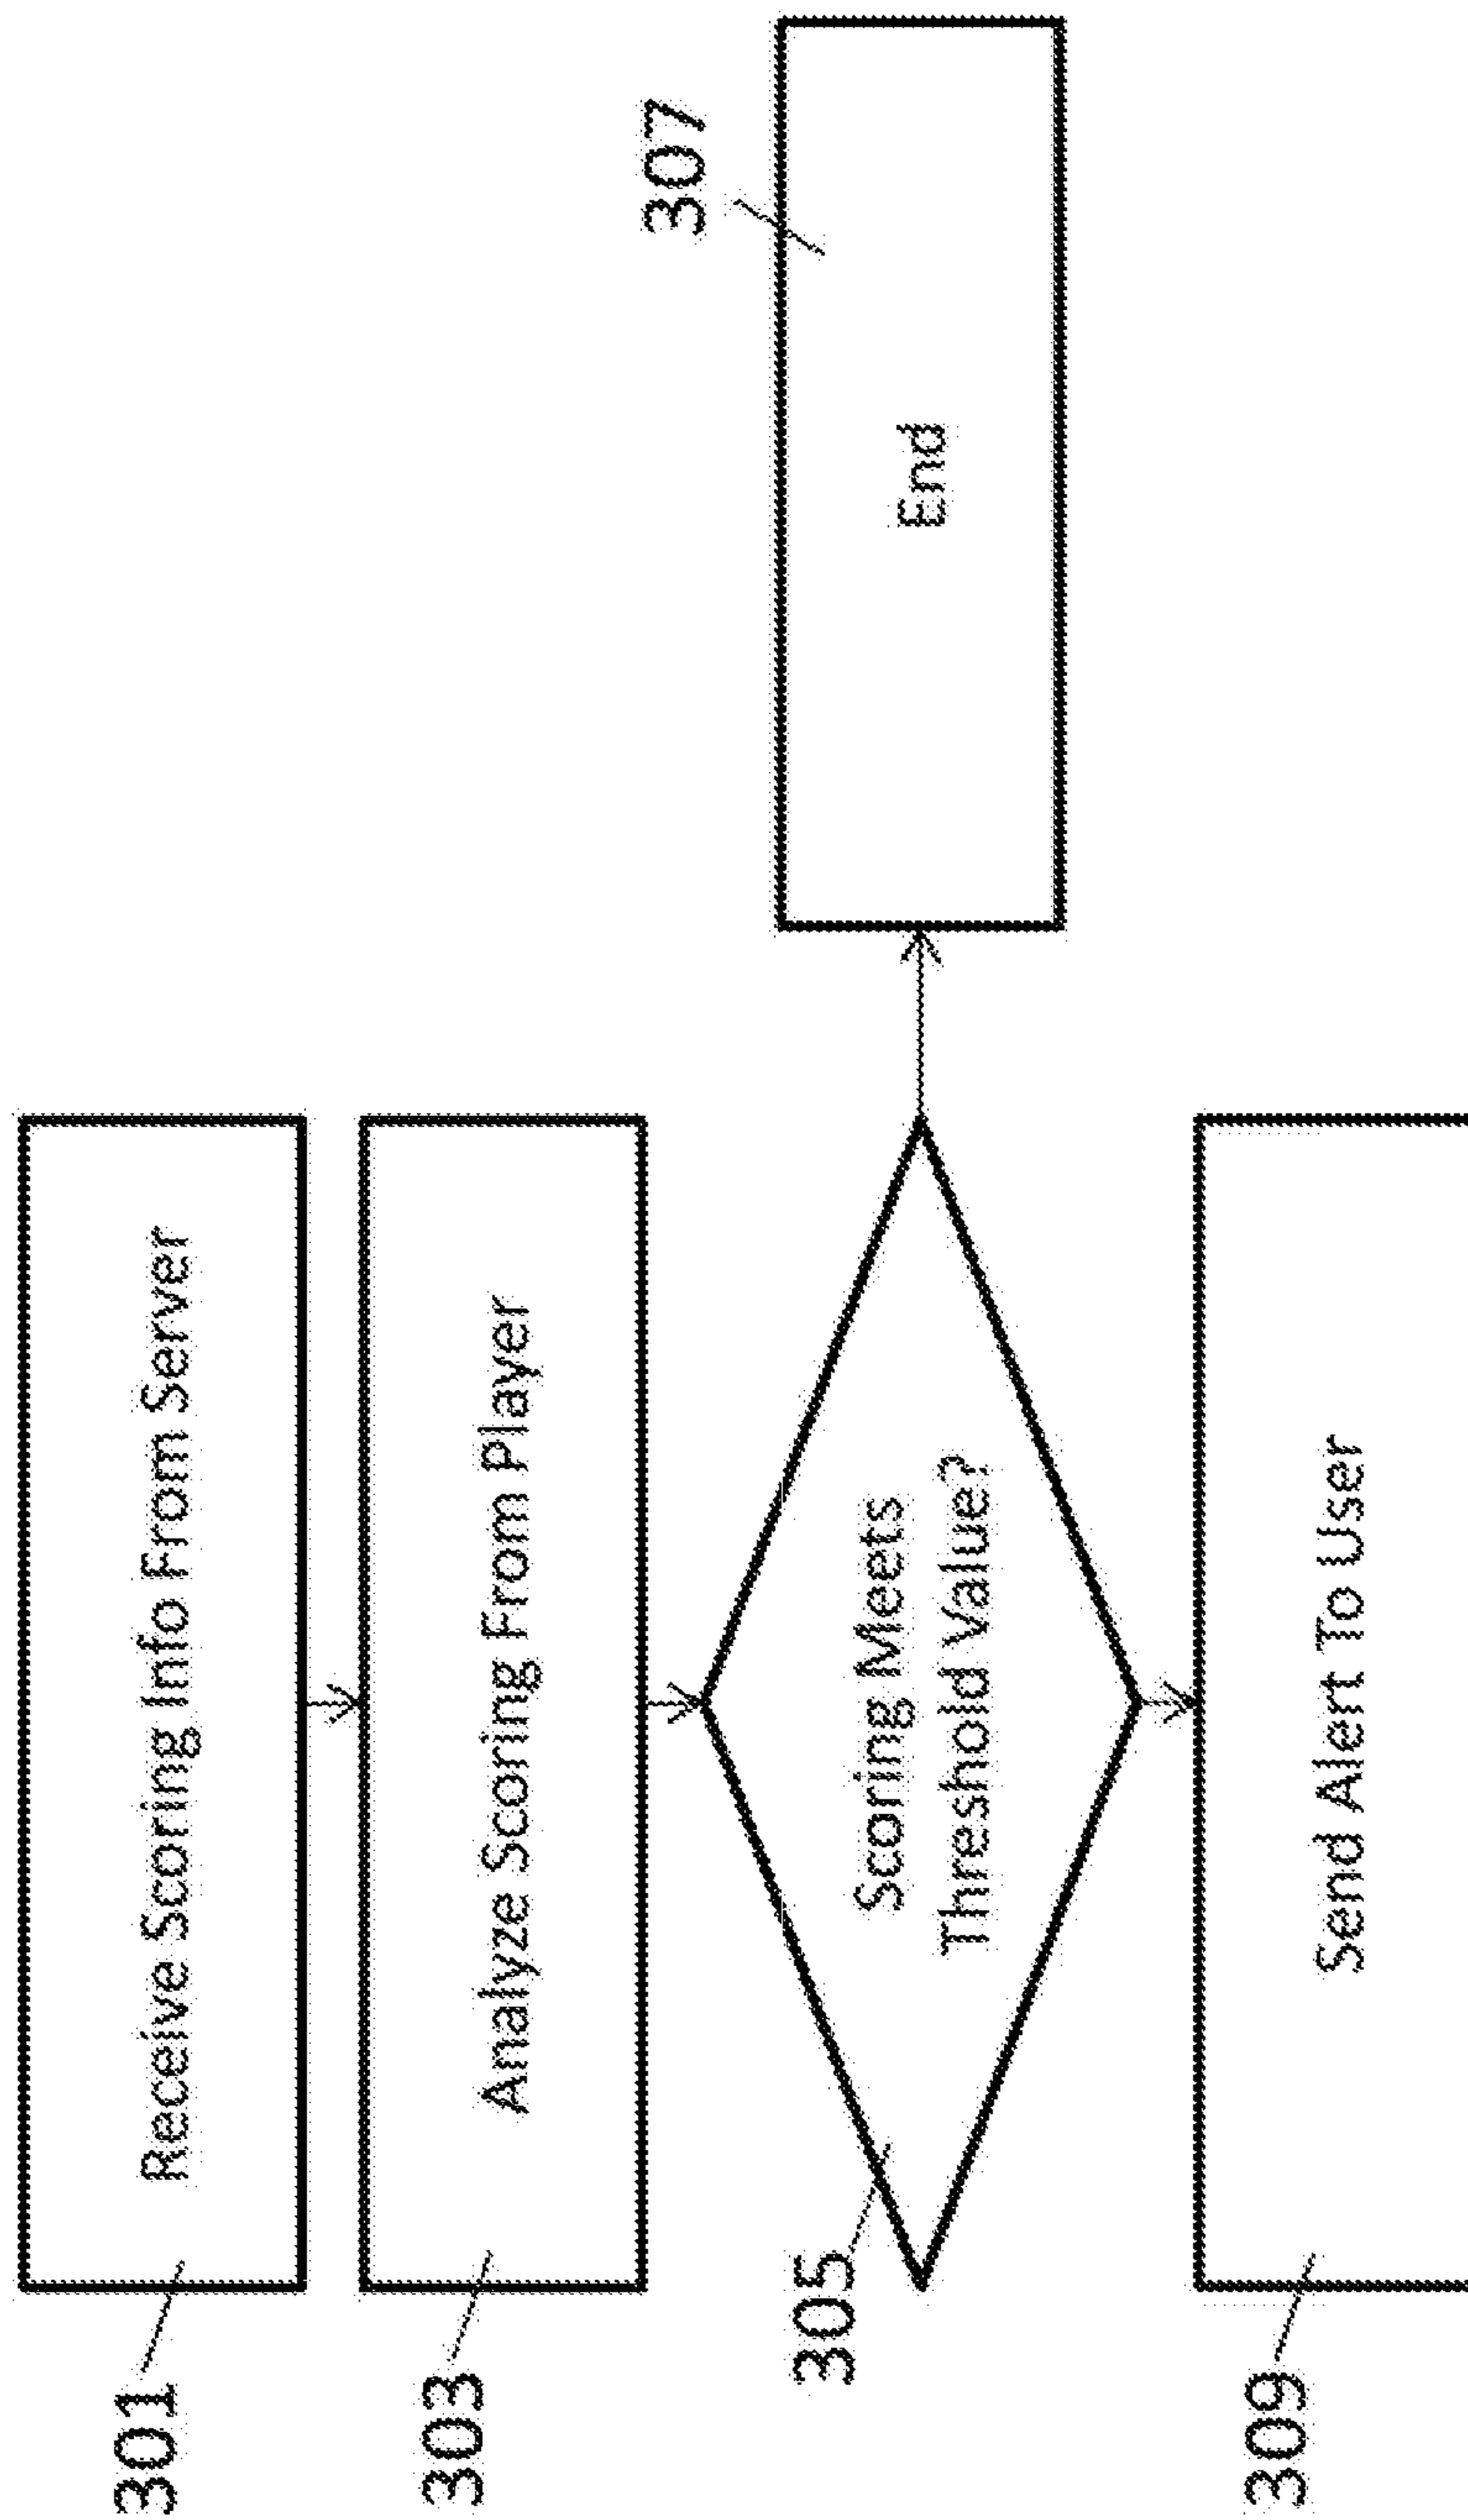 301
Receive Scoring Info From Server
303
Analyze Scoring From Player
305
Scoring Meets
Threshold Value?
307
End
309
Send Alert To User